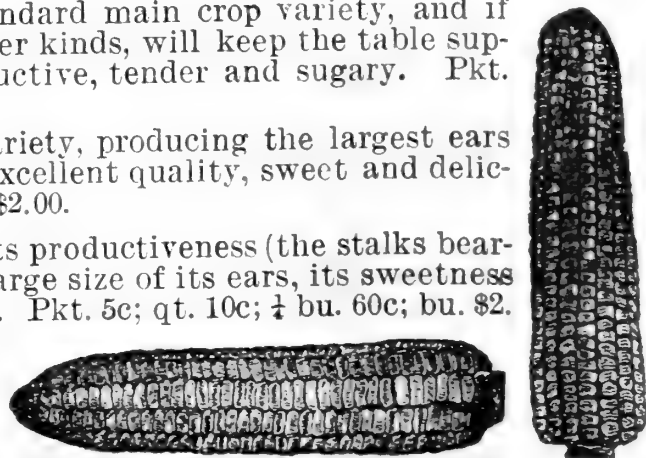 ndard main crop variety, and if
er kinds, will keep the table sup-
uctive, tender and sugary. Pkt.
riety, producing the largest ears
xcellent quality, sweet and delic-
$2.00.
ts productiveness (the stalks bear-
arge size of its ears, its sweetness
. Pkt. 5c; qt. 10c; ¼ bu. 60c; bu. $2.